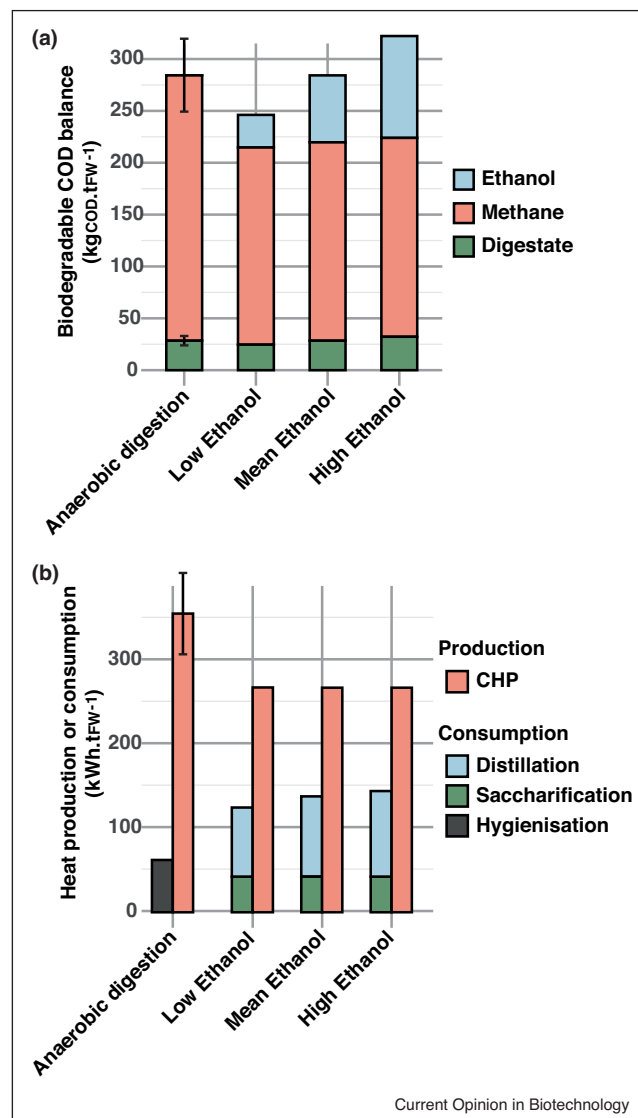 (a)
300
250
200
150
100
50
0
Biodegradable COD balance
(kgCOD.tFW-1)
Ethanol
Methane
Digestate
Anaerobic digestion
Low Ethanol
Mean Ethanol
High Ethanol
(b)
300
200
100
0
Heat production or consumption
(kWh.tFW-1)
Production
CHP
Consumption
Distillation
Saccharification
Hygienisation
Anaerobic digestion
Low Ethanol
Mean Ethanol
High Ethanol
Current Opinion in Biotechnology